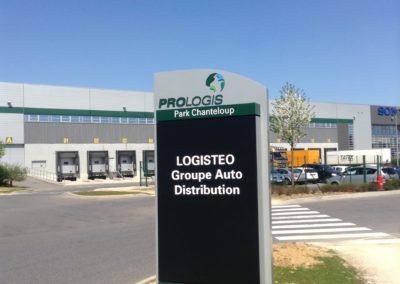 PROLOGIS
Park Chanteloup
LOGISTEO
Groupe Auto
Distribution